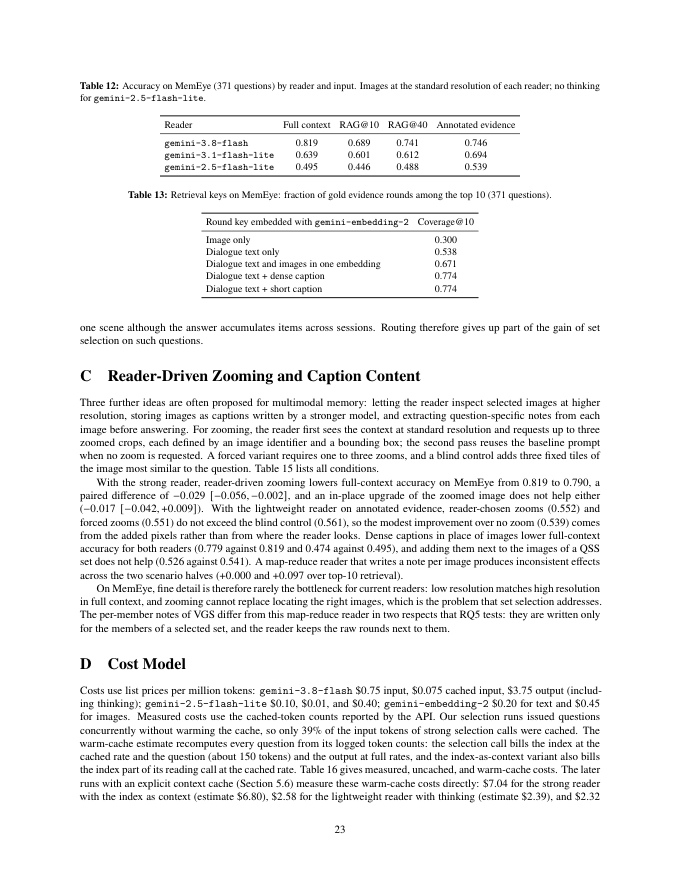 Table 12: Accuracy on MemEye (371 questions) by reader and input. Images at the standard resolution of each reader; no thinking
for gemini-2.5-flash-lite.
Reader Full context RAG@10 RAG@40 Annotated evidence
gemini-3.8-flash 0.819 0.689 0.741 0.746
gemini-3.1-flash-lite 0.639 0.601 0.612 0.694
gemini-2.5-flash-lite 0.495 0.446 0.488 0.539
Table 13: Retrieval keys on MemEye: fraction of gold evidence rounds among the top 10 (371 questions).
Round key embedded with gemini-embedding-2 Coverage@10
Image only 0.300
Dialogue text only 0.538
Dialogue text and images in one embedding 0.671
Dialogue text + dense caption 0.774
Dialogue text + short caption 0.774
one scene although the answer accumulates items across sessions. Routing therefore gives up part of the gain of set
selection on such questions.
C Reader-Driven Zooming and Caption Content
Three further ideas are often proposed for multimodal memory: letting the reader inspect selected images at higher
resolution, storing images as captions written by a stronger model, and extracting question-specific notes from each
image before answering. For zooming, the reader first sees the context at standard resolution and requests up to three
zoomed crops, each defined by an image identifier and a bounding box; the second pass reuses the baseline prompt
when no zoom is requested. A forced variant requires one to three zooms, and a blind control adds three fixed tiles of
the image most similar to the question. Table 15 lists all conditions.
With the strong reader, reader-driven zooming lowers full-context accuracy on MemEye from 0.819 to 0.790, a
paired difference of −0.029 [−0.056, −0.002], and an in-place upgrade of the zoomed image does not help either
(−0.017 [−0.042, +0.009]). With the lightweight reader on annotated evidence, reader-chosen zooms (0.552) and
forced zooms (0.551) do not exceed the blind control (0.561), so the modest improvement over no zoom (0.539) comes
from the added pixels rather than from where the reader looks. Dense captions in place of images lower full-context
accuracy for both readers (0.779 against 0.819 and 0.474 against 0.495), and adding them next to the images of a QSS
set does not help (0.526 against 0.541). A map-reduce reader that writes a note per image produces inconsistent effects
across the two scenario halves (+0.000 and +0.097 over top-10 retrieval).
On MemEye, fine detail is therefore rarely the bottleneck for current readers: low resolution matches high resolution
in full context, and zooming cannot replace locating the right images, which is the problem that set selection addresses.
The per-member notes of VGS differ from this map-reduce reader in two respects that RQ5 tests: they are written only
for the members of a selected set, and the reader keeps the raw rounds next to them.
D Cost Model
Costs use list prices per million tokens: gemini-3.8-flash $0.75 input, $0.075 cached input, $3.75 output (includ-
ing thinking); gemini-2.5-flash-lite $0.10, $0.01, and $0.40; gemini-embedding-2 $0.20 for text and $0.45
for images. Measured costs use the cached-token counts reported by the API. Our selection runs issued questions
concurrently without warming the cache, so only 39% of the input tokens of strong selection calls were cached. The
warm-cache estimate recomputes every question from its logged token counts: the selection call bills the index at the
cached rate and the question (about 150 tokens) and the output at full rates, and the index-as-context variant also bills
the index part of its reading call at the cached rate. Table 16 gives measured, uncached, and warm-cache costs. The later
runs with an explicit context cache (Section 5.6) measure these warm-cache costs directly: $7.04 for the strong reader
with the index as context (estimate $6.80), $2.58 for the lightweight reader with thinking (estimate $2.39), and $2.32
23